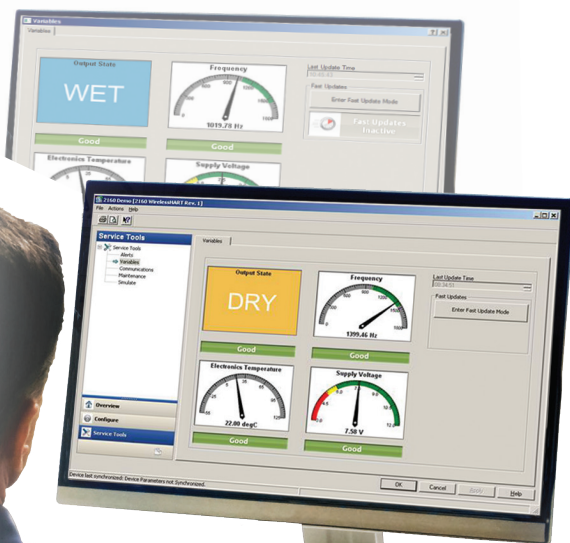 Variables
Variables
Output State
WET
Frequency
1019.78 Hz
Good
Good
Last Update Time
Fast Updates
Enter Fast Update Mode
Fast Updates
Inactive
Electronics Temperature
Supply Voltage
2160 Demo [2160 WirelessHART Rev. 1]
File Actions Help
Service Tools
Service Tools
Alerts
Variables
Communications
Maintenance
Simulate
Overview
Configure
Service Tools
Variables
Output State
DRY
Good
Frequency
1399.46 Hz
Good
Last Update Time
Fast Updates
Enter Fast Update Mode
Electronics Temperature
22.00 degC
Good
Supply Voltage
7.58 V
Good
OK
Cancel
Apply
Help
Device last synchronized: Device Parameters not Synchronized.